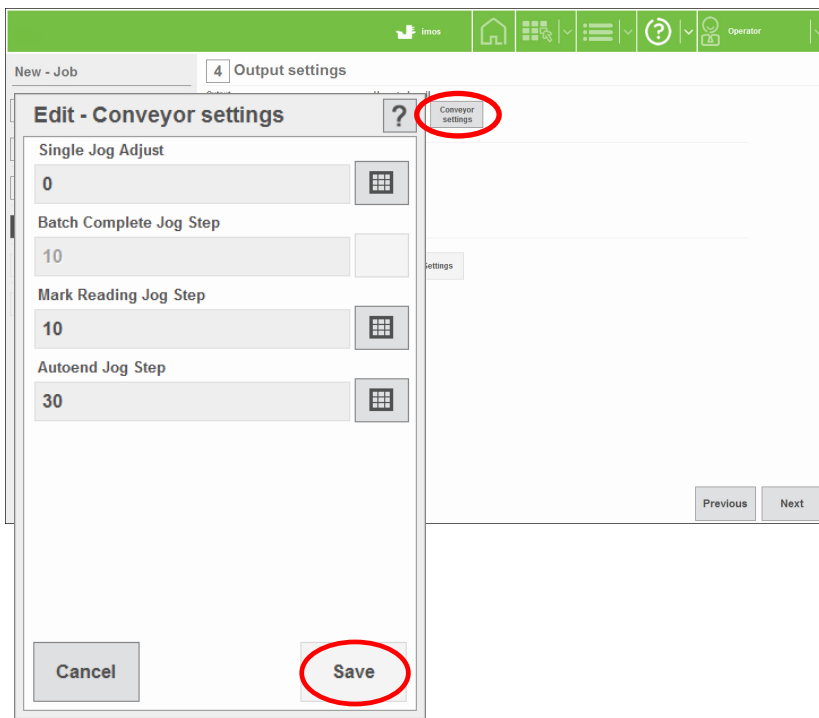 imos
Operator
New - Job
4 Output settings
Conveyor
settings
Edit - Conveyor settings
?
Single Jog Adjust
0
Batch Complete Jog Step
10
Settings
Mark Reading Jog Step
10
Autoend Jog Step
30
Previous
Next
Cancel
Save